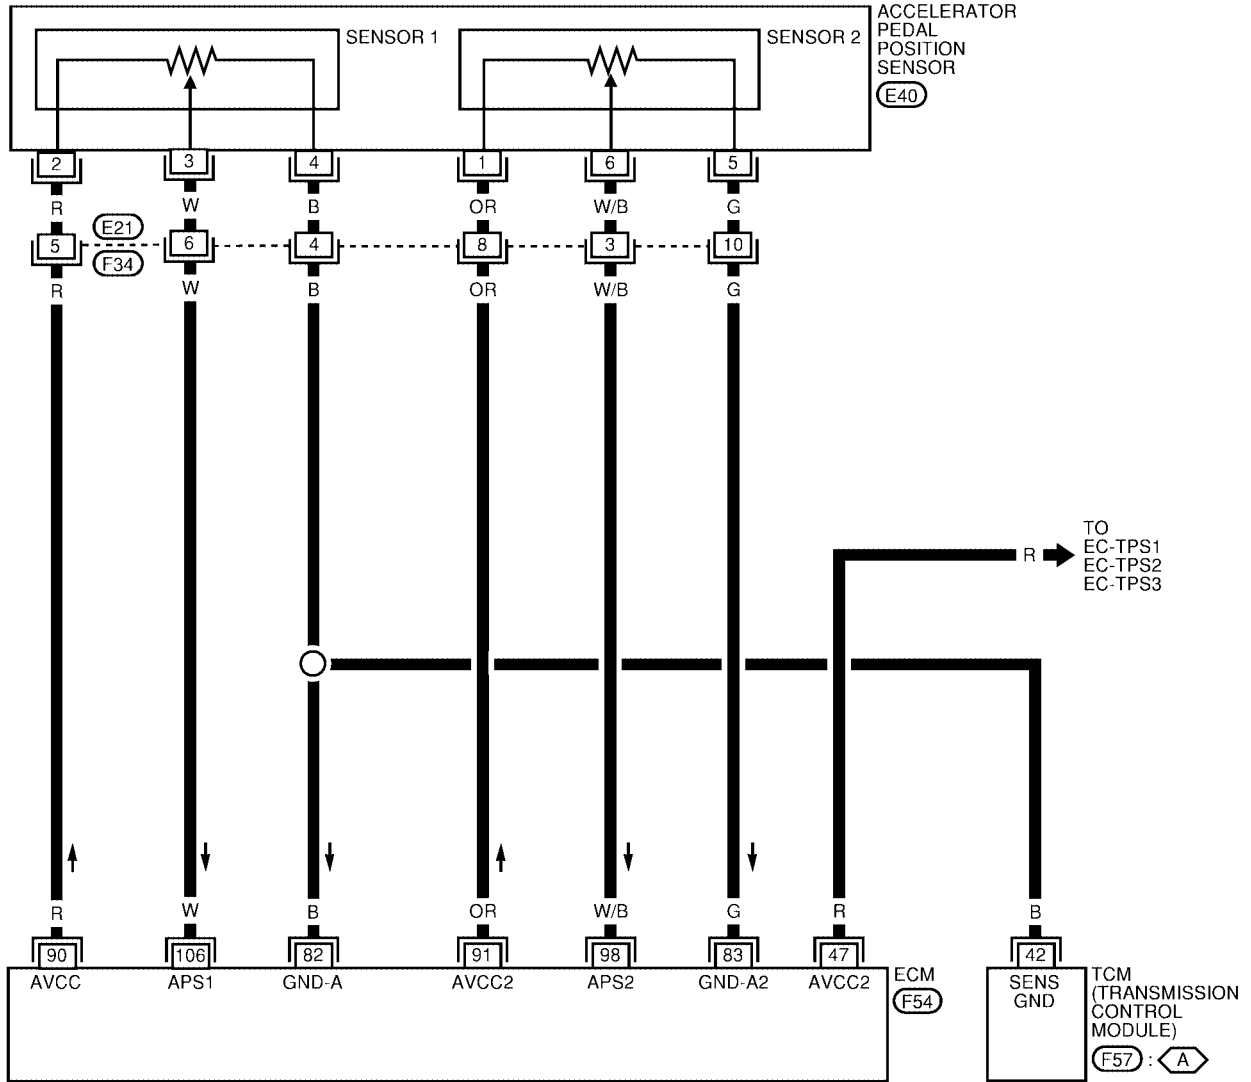 SENSOR 1
SENSOR 2
ACCELERATOR
PEDAL
POSITION
SENSOR
E40
2 3 4 1 6 5
R W B OR W/B G
E21
5 6 4 8 3 10
F34
R W B OR W/B G
TO
EC-TPS1
EC-TPS2
EC-TPS3
R
R W B OR W/B G R B
90 106 82 91 98 83 47 42
AVCC APS1 GND-A AVCC2 APS2 GND-A2 AVCC2
ECM
F54
SENS
GND
TCM
(TRANSMISSION
CONTROL
MODULE)
F57 : A